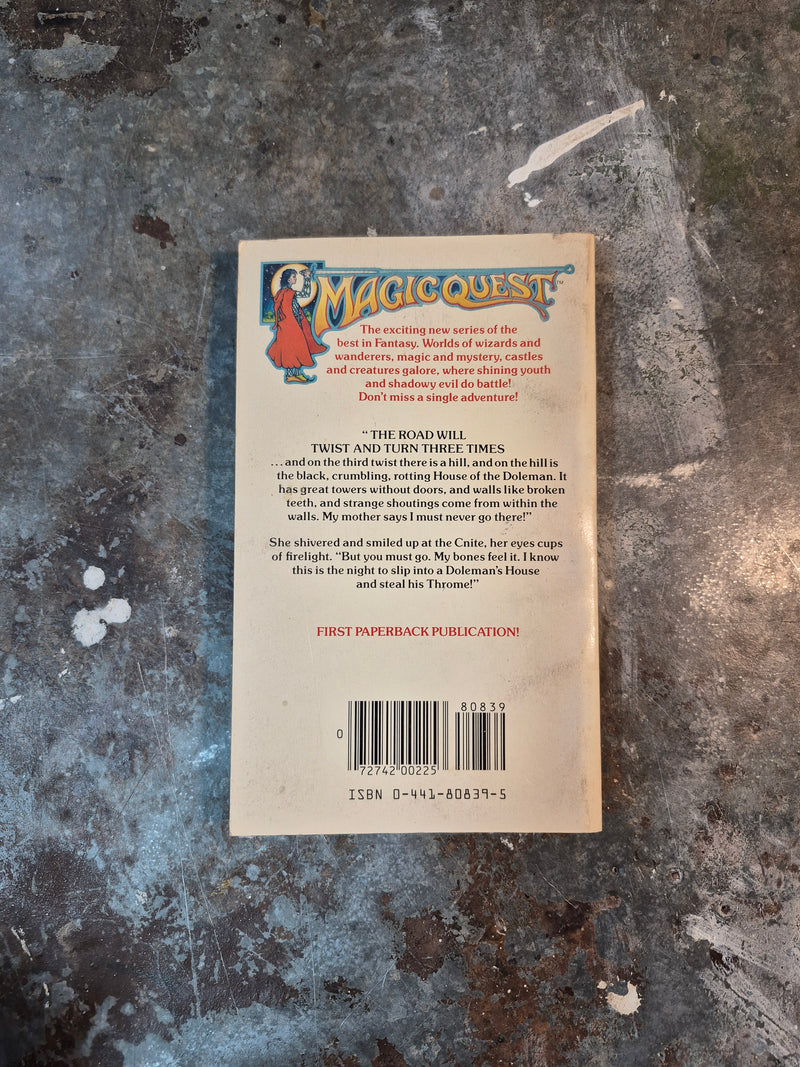 MAGICQUEST™
The exciting new series of the
best in Fantasy. Worlds of wizards and
wanderers, magic and mystery, castles
and creatures galore, where shining youth
and shadowy evil do battle!
Don't miss a single adventure!
“ THE ROAD WILL
TWIST AND TURN THREE TIMES
...and on the third twist there is a hill, and on the hill is
the black, crumbling, rotting House of the Doleman. It
has great towers without doors, and walls like broken
teeth, and strange shoutings come from within the
walls. My mother says I must never go there!”
She shivered and smiled up at the Cnite, her eyes cups
of firelight. “But you must go. My bones feel it. I know
this is the night to slip into a Doleman's House
and steal his Throme!”
FIRST PAPERBACK PUBLICATION!
80839
0
72742 00225
ISBN 0-441-80839-5